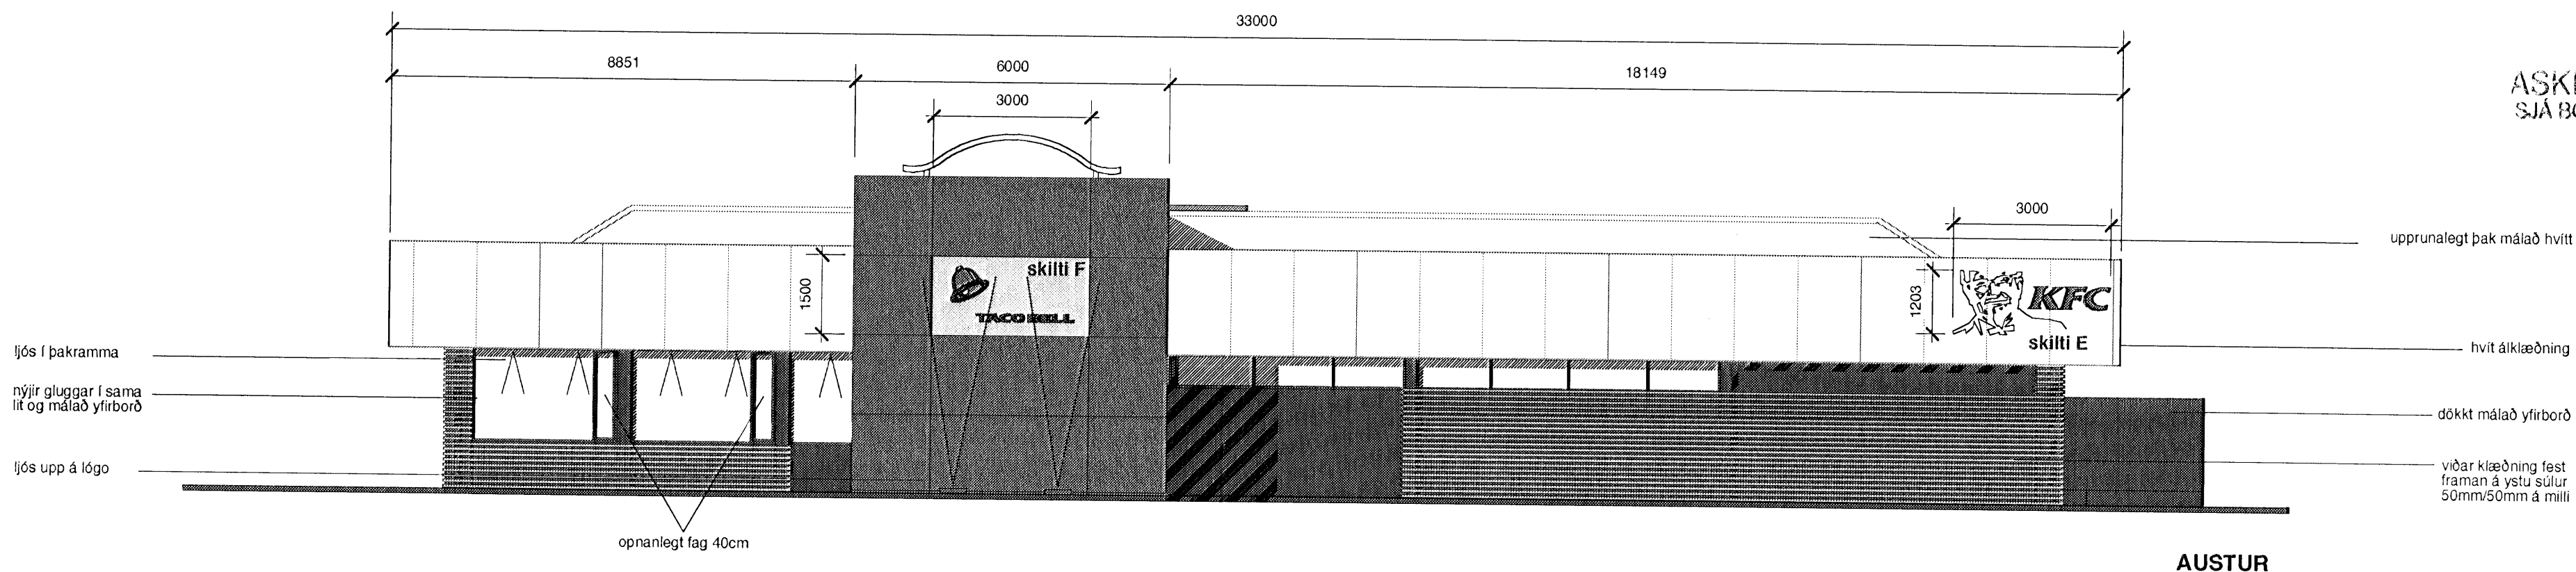 33000
8851
6000
18149
3000
3000
upprunalegt þak málað hvítt
skilti F
TACO BELL
1500
1203
KFC
skilti E
ljós í þakramma
hvít álklæðning
nýjir gluggar í sama
lit og málað yfirborð
dökkt málað yfirborð
ljós upp á lógo
viðar klæðning fest
framan á ystu súlur
50mm/50mm á milli
opnanlegt fag 40cm
AUSTUR
SJÁ